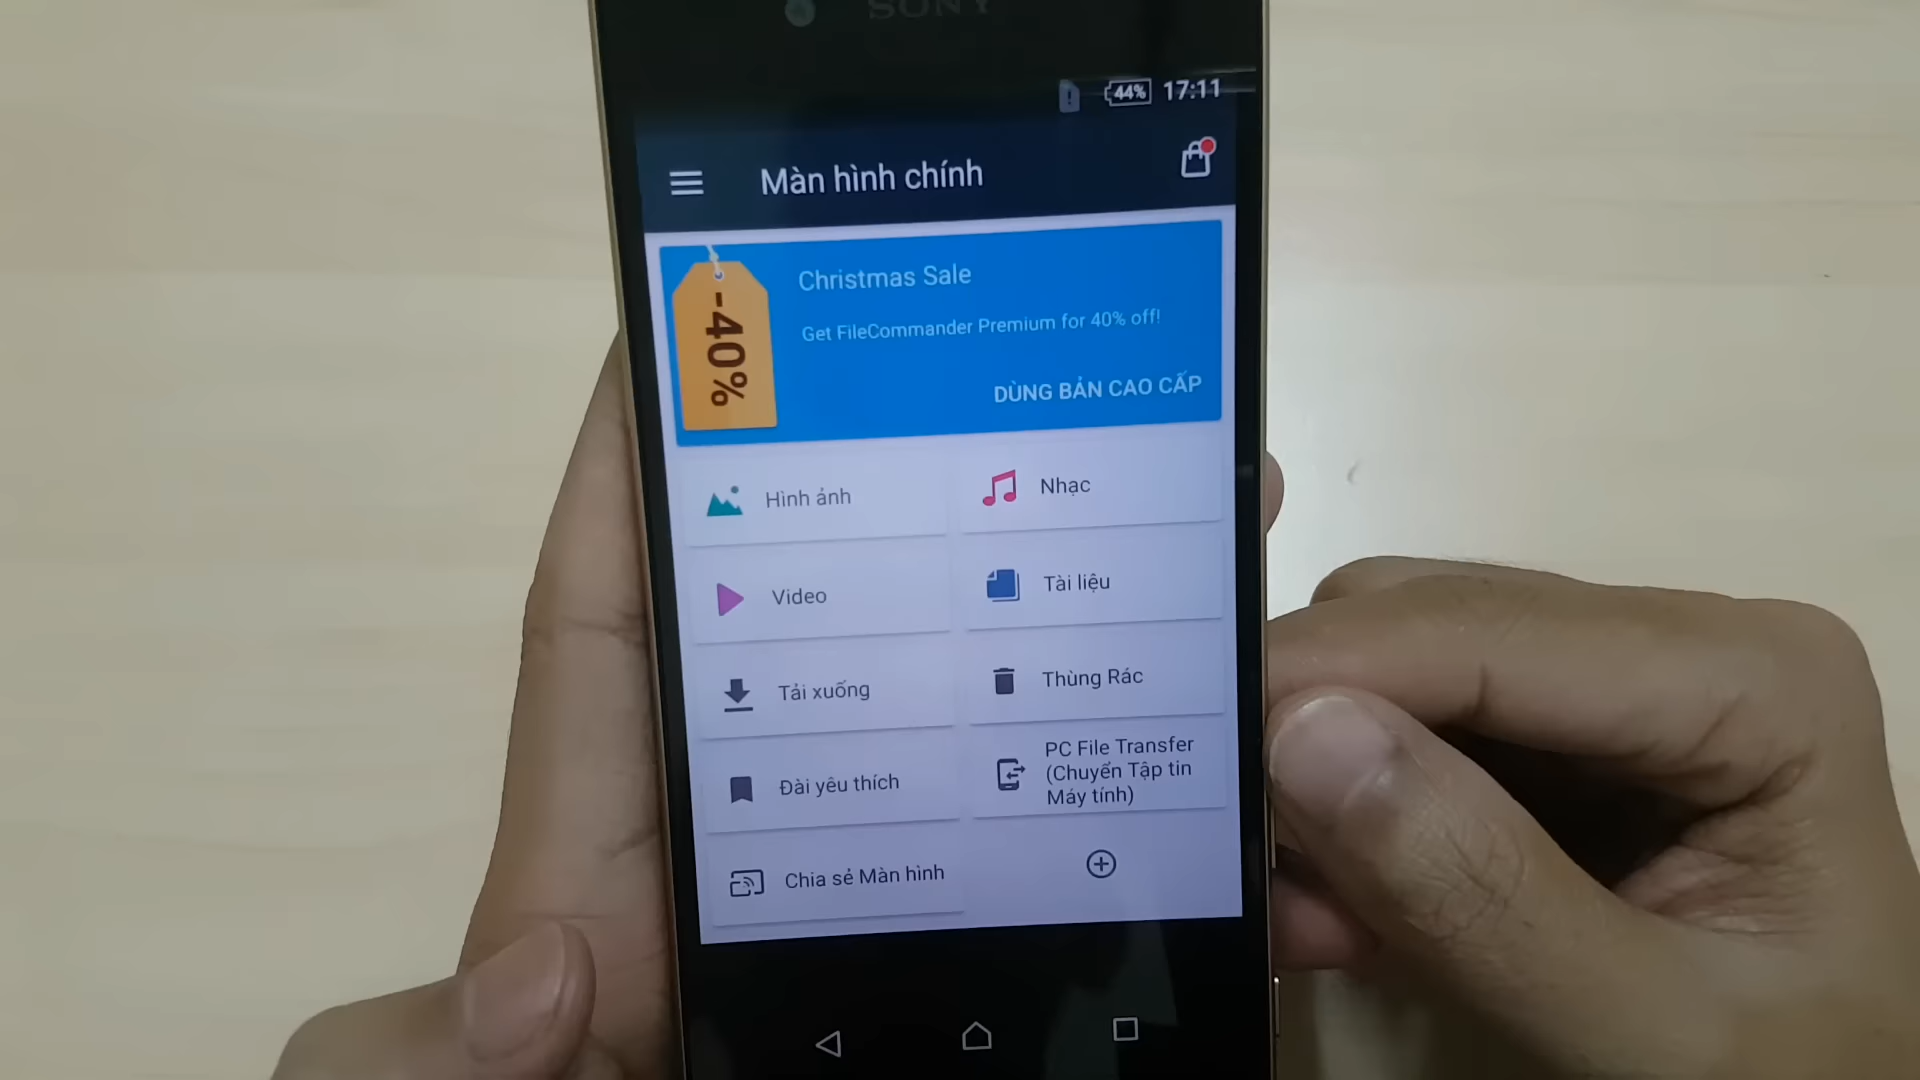 SONY
44% 17:11
Màn hình chính
-40%
Christmas Sale
Get FileCommander Premium for 40% off!
DÙNG BẢN CAO CẤP
Hình ảnh
Nhạc
Video
Tài liệu
Tải xuống
Thùng Rác
Đài yêu thích
PC File Transfer
(Chuyển Tập tin
Máy tính)
Chia sẻ Màn hình